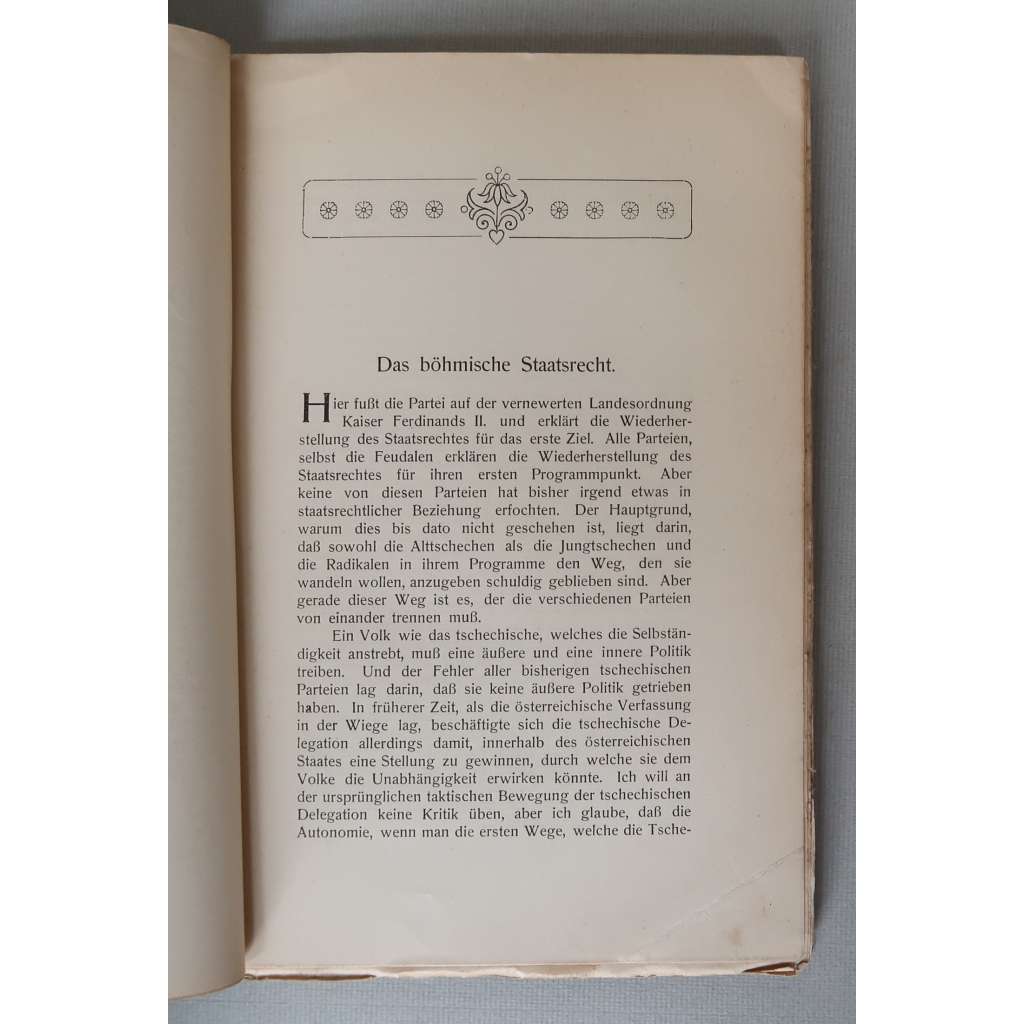 Das böhmische Staatsrecht.
Hier fußt die Partei auf der vernewerten Landesordnung
Kaiser Ferdinands II. und erklärt die Wiederher-
stellung des Staatsrechtes für das erste Ziel. Alle Parteien,
selbst die Feudalen erklären die Wiederherstellung des
Staatsrechtes für ihren ersten Programmpunkt. Aber
keine von diesen Parteien hat bisher irgend etwas in
staatsrechtlicher Beziehung erfochten. Der Hauptgrund,
warum dies bis dato nicht geschehen ist, liegt darin,
daß sowohl die Alttschechen als die Jungtschechen und
die Radikalen in ihrem Programme den Weg, den sie
wandeln wollen, anzugeben schuldig geblieben sind. Aber
gerade dieser Weg ist es, der die verschiedenen Parteien
von einander trennen muß.
Ein Volk wie das tschechische, welches die Selbstän-
digkeit anstrebt, muß eine äußere und eine innere Politik
treiben. Und der Fehler aller bisherigen tschechischen
Parteien lag darin, daß sie keine äußere Politik getrieben
haben. In früherer Zeit, als die österreichische Verfassung
in der Wiege lag, beschäftigte sich die tschechische De-
legation allerdings damit, innerhalb des österreichischen
Staates eine Stellung zu gewinnen, durch welche sie dem
Volke die Unabhängigkeit erwirken könnte. Ich will an
der ursprünglichen taktischen Bewegung der tschechischen
Delegation keine Kritik üben, aber ich glaube, daß die
Autonomie, wenn man die ersten Wege, welche die Tsche-